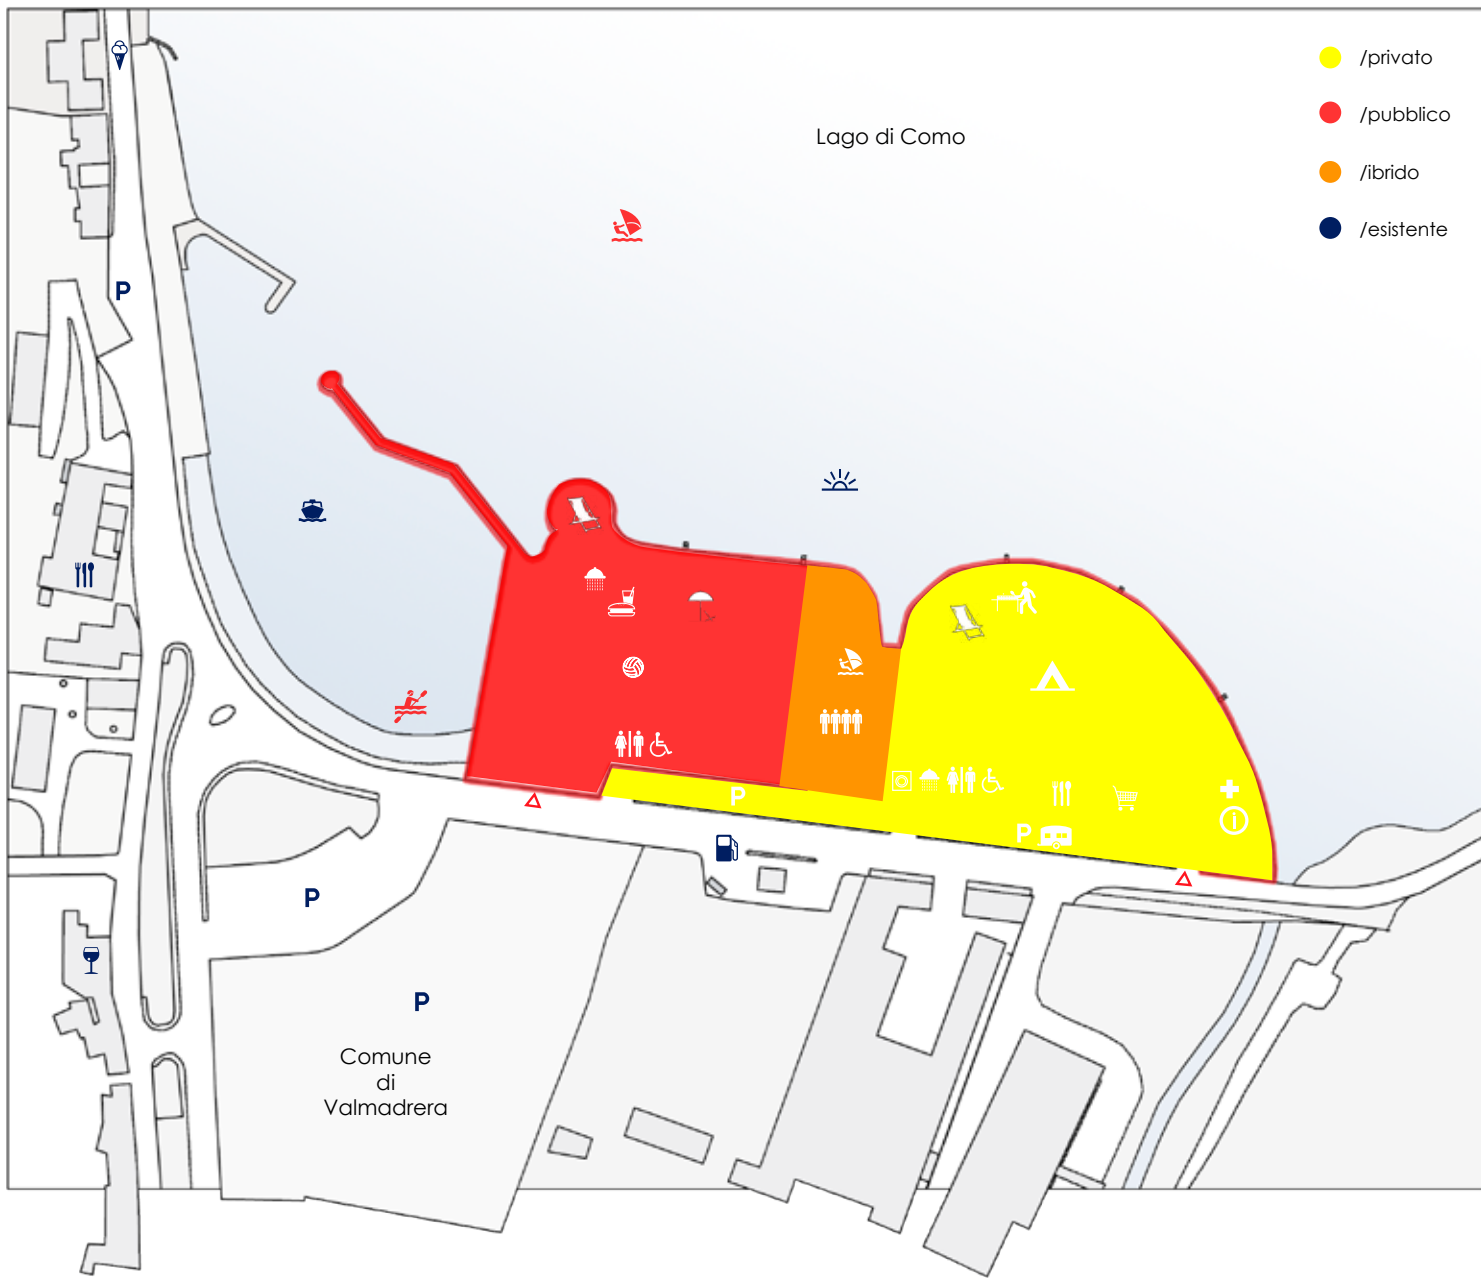 /privato
/pubblico
Lago di Como
/ibrido
/esistente
P
P
P
P
P
Comune
di
Valmadrera